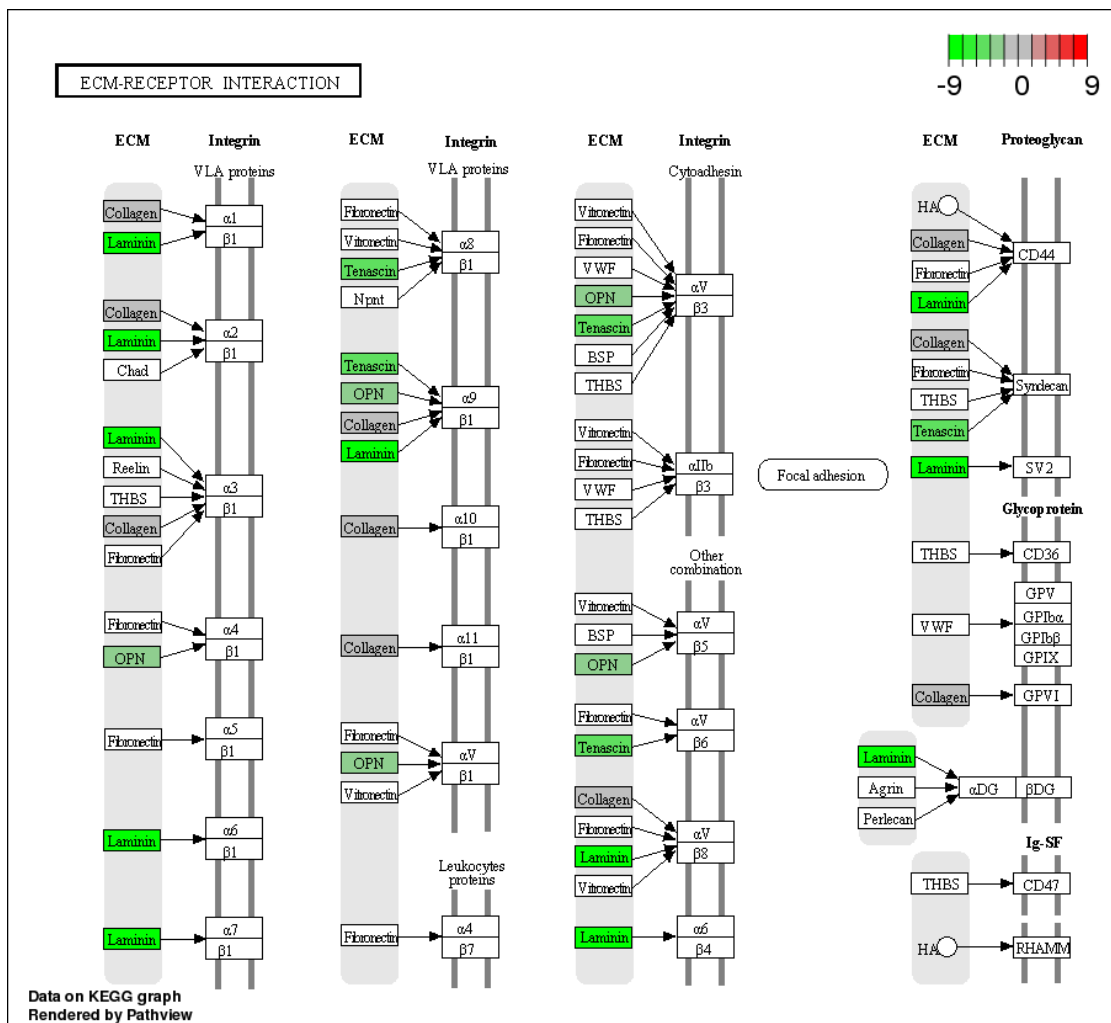 -9 0 9
ECM-RECEPTOR INTERACTION
ECM Integrin
VLA proteins
Collagen
Laminin
α1
β1
Collagen
Laminin
Chad
α2
β1
Laminin
Reelin
THBS
Collagen
Fibronectin
α3
β1
Fibronectin
OPN
α4
β1
Fibronectin
α5
β1
Laminin
α6
β1
Laminin
α7
β1
ECM Integrin
VLA proteins
Fibronectin
Vitronectin
Tenascin
Npnt
α8
β1
Tenascin
OPN
Collagen
Laminin
α9
β1
Collagen
α10
β1
Collagen
α11
β1
Fibronectin
OPN
Vitronectin
αV
β1
Leukocytes
proteins
Fibronectin
α4
β7
ECM Integrin
Cytoadhesin
Vitronectin
Fibronectin
VWF
OPN
Tenascin
BSP
THBS
αV
β3
Vitronectin
Fibronectin
VWF
THBS
αIIb
β3
Other
combination
Vitronectin
BSP
OPN
αV
β5
Fibronectin
Tenascin
αV
β6
Collagen
Fibronectin
Laminin
Vitronectin
αV
β8
Laminin
α6
β4
Focal adhesion
ECM Proteoglycan
HA
Collagen
Fibronectin
Laminin
CD44
Collagen
Fibronectin
THBS
Tenascin
Syndecan
Laminin
SV2
Glycoprotein
THBS
CD36
VWF
GPV
GPIbα
GPIbβ
GPIX
Collagen
GPVI
Laminin
Agrin
Perlecan
αDG βDG
Ig-SF
THBS
CD47
HA
RHAMM
Data on KEGG graph
Rendered by Pathview